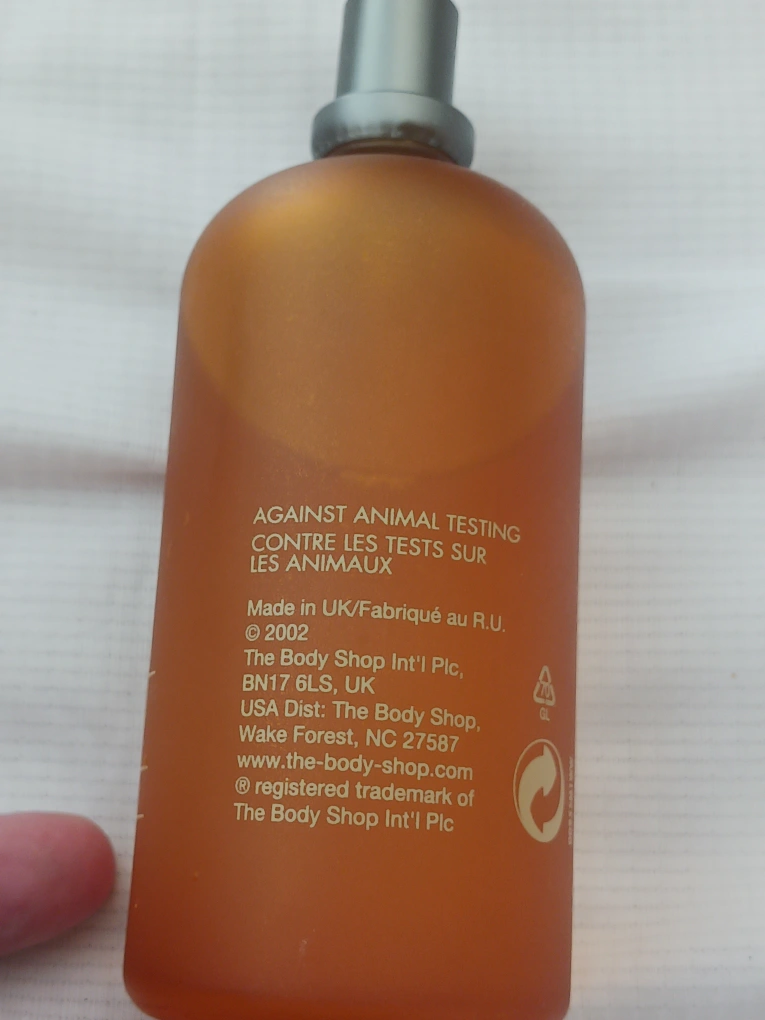 AGAINST ANIMAL TESTING
CONTRE LES TESTS SUR
LES ANIMAUX
Made in UK/Fabriqué au R.U.
© 2002
The Body Shop Int'l Plc,
BN17 6LS, UK
USA Dist: The Body Shop,
Wake Forest, NC 27587
www.the-body-shop.com
® registered trademark of
The Body Shop Int'l Plc
70
GL